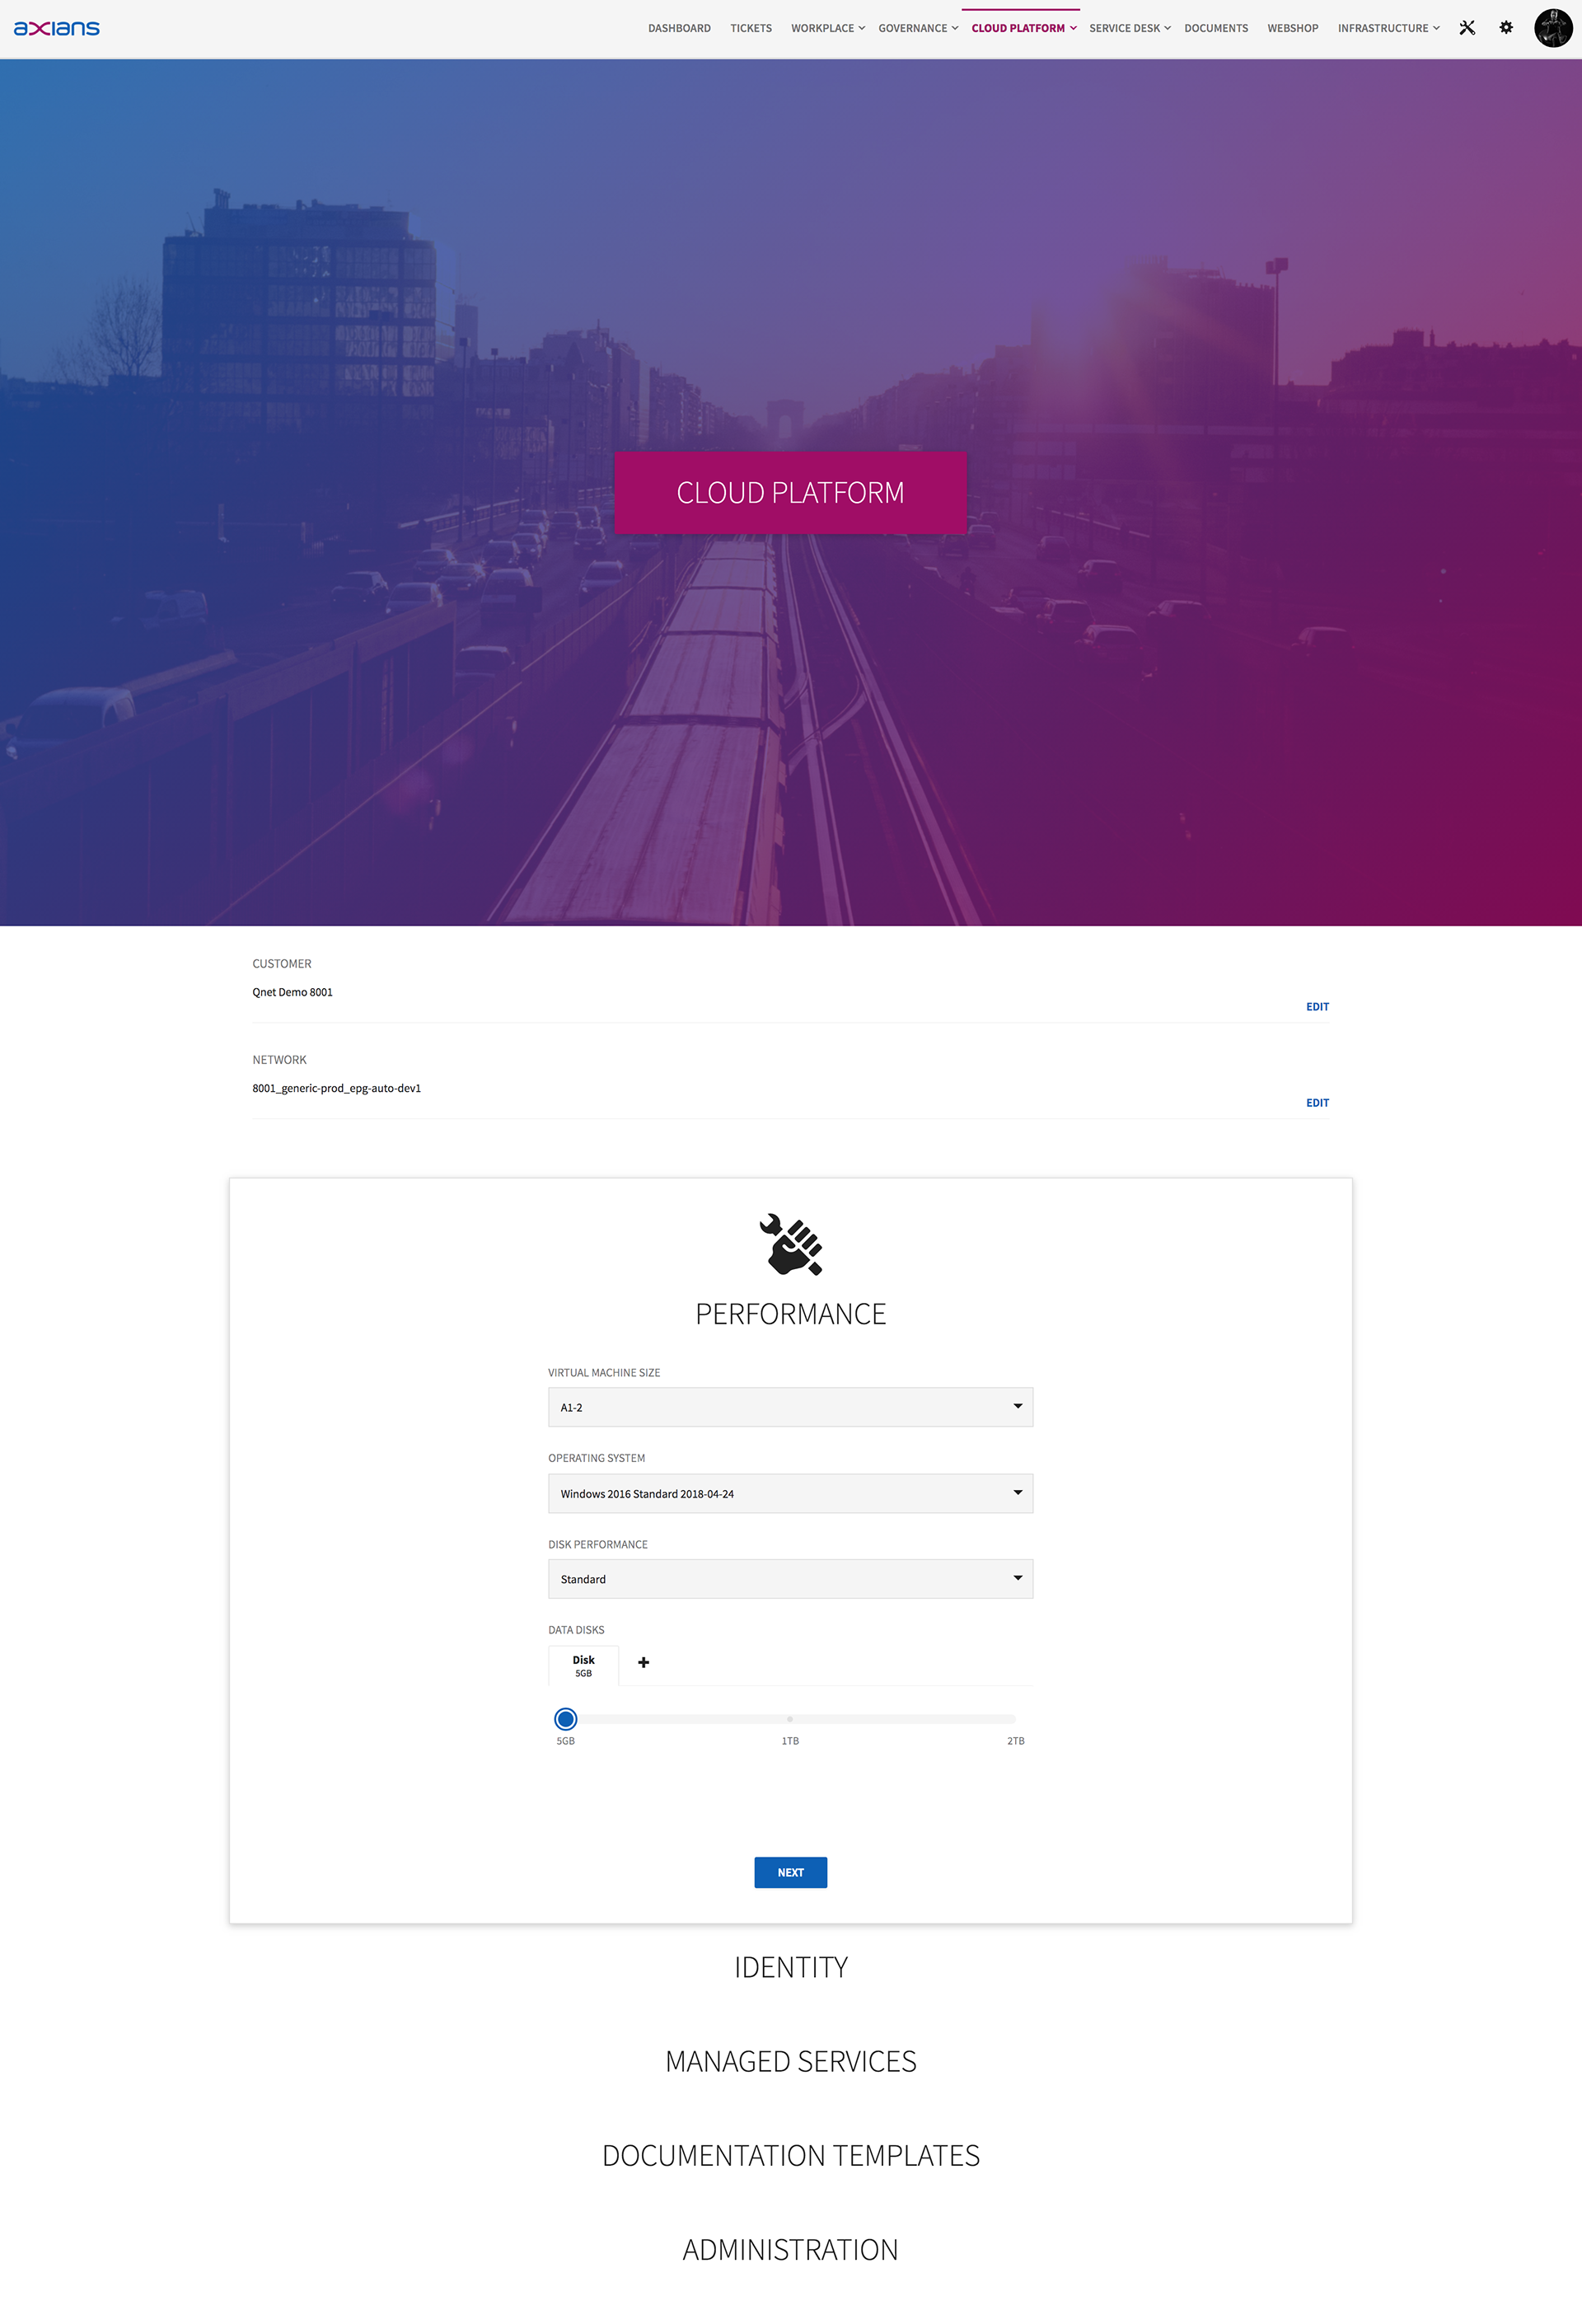 axians
DASHBOARD TICKETS WORKPLACE GOVERNANCE CLOUD PLATFORM SERVICE DESK DOCUMENTS WEBSHOP INFRASTRUCTURE
CLOUD PLATFORM
CUSTOMER
Qnet Demo 8001
EDIT
NETWORK
8001_generic-prod_epg-auto-dev1
EDIT
PERFORMANCE
VIRTUAL MACHINE SIZE
A1-2
OPERATING SYSTEM
Windows 2016 Standard 2018-04-24
DISK PERFORMANCE
Standard
DATA DISKS
Disk
5GB
5GB 1TB 2TB
NEXT
IDENTITY
MANAGED SERVICES
DOCUMENTATION TEMPLATES
ADMINISTRATION